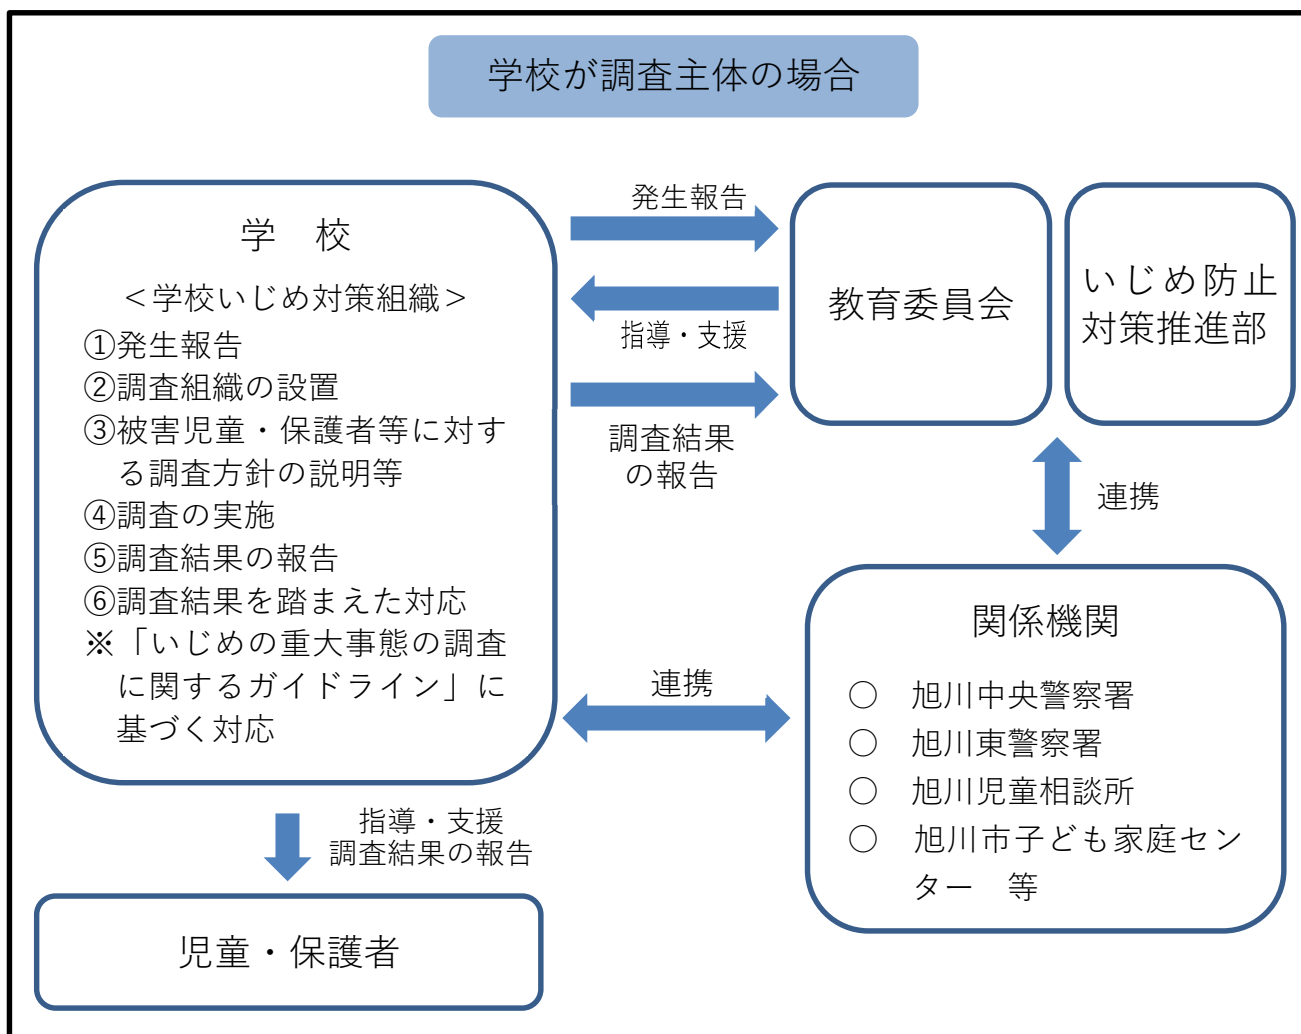 学校が調査主体の場合
学　校
＜学校いじめ対策組織＞
①発生報告
②調査組織の設置
③被害児童・保護者等に対す
る調査方針の説明等
④調査の実施
⑤調査結果の報告
⑥調査結果を踏まえた対応
※「いじめの重大事態の調査
に関するガイドライン」に
基づく対応
発生報告
指導・支援
調査結果
の報告
教育委員会
いじめ防止
対策推進部
連携
連携
関係機関
○　旭川中央警察署
○　旭川東警察署
○　旭川児童相談所
○　旭川市子ども家庭セン
ター　等
指導・支援
調査結果の報告
児童・保護者